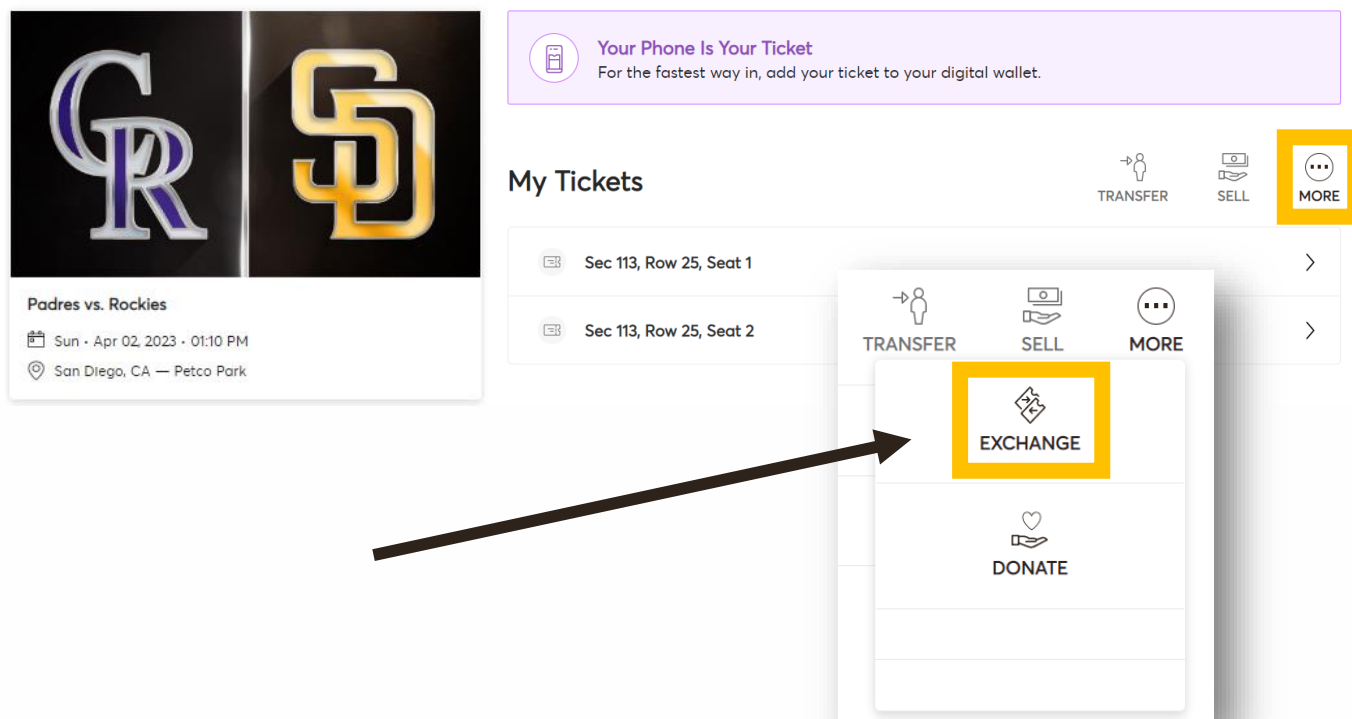 CR
SD
Padres vs. Rockies
Sun • Apr 02, 2023 • 01:10 PM
San Diego, CA — Petco Park
Your Phone Is Your Ticket
For the fastest way in, add your ticket to your digital wallet.
My Tickets
TRANSFER
SELL
MORE
Sec 113, Row 25, Seat 1
Sec 113, Row 25, Seat 2
TRANSFER
SELL
MORE
EXCHANGE
DONATE